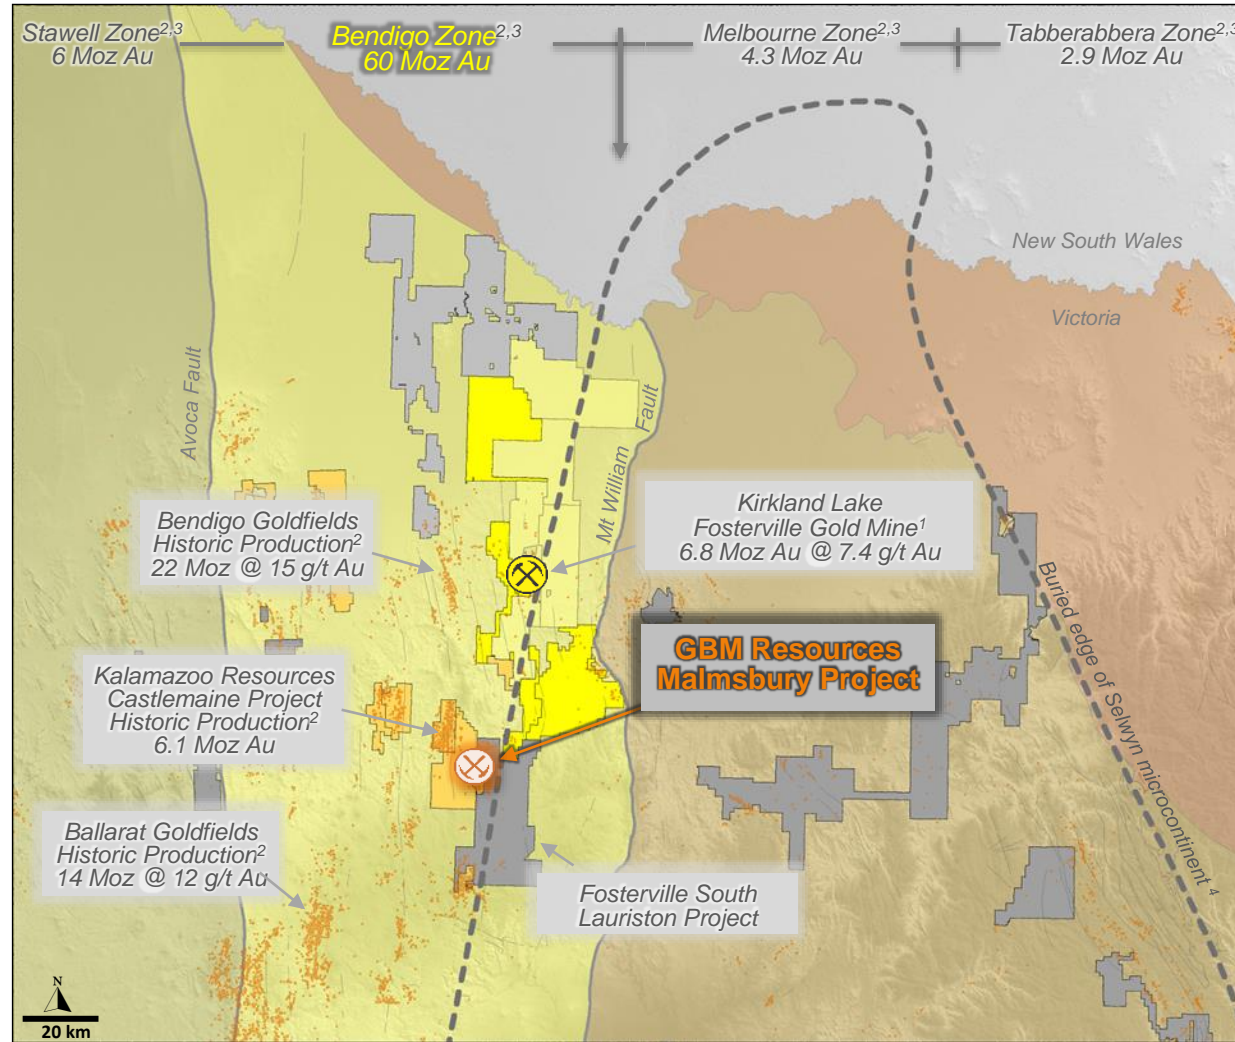 Stawell Zone2,3
6 Moz Au
Bendigo Zone2,3
60 Moz Au
Melbourne Zone2,3
4.3 Moz Au
Tabberabbera Zone2,3
2.9 Moz Au
New South Wales
Victoria
Avoca Fault
Mt William Fault
Bendigo Goldfields
Historic Production2
22 Moz @ 15 g/t Au
Kirkland Lake
Fosterville Gold Mine1
6.8 Moz Au @ 7.4 g/t Au
Buried edge of Selwyn microcontinent 4
GBM Resources
Malmsbury Project
Kalamazoo Resources
Castlemaine Project
Historic Production2
6.1 Moz Au
Ballarat Goldfields
Historic Production2
14 Moz @ 12 g/t Au
Fosterville South
Lauriston Project
N
20 km